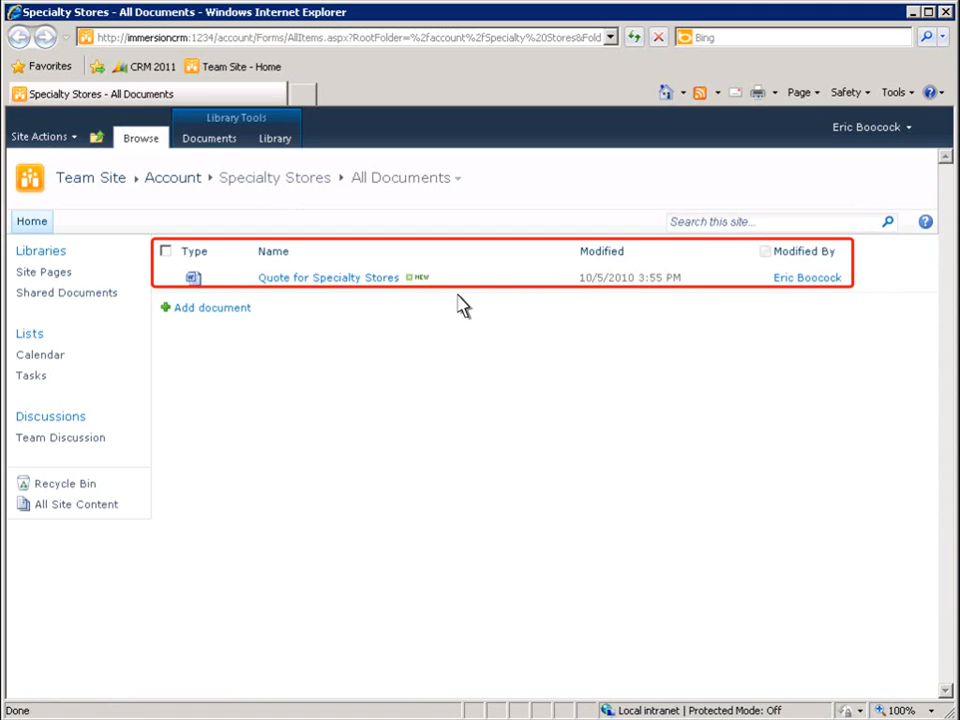 Specialty Stores - All Documents - Windows Internet Explorer
http://immersioncrm:1234/account/Forms/AllItems.aspx?RootFolder=%2faccount%2fSpecialty%20Stores&Fold
Bing
Favorites CRM 2011 Team Site - Home
Specialty Stores - All Documents
Page Safety Tools
Library Tools
Site Actions Browse Documents Library
Eric Boocock
Team Site Account Specialty Stores All Documents
Home
Search this site...
Libraries
Site Pages
Shared Documents
Lists
Calendar
Tasks
Discussions
Team Discussion
Recycle Bin
All Site Content
Type Name Modified Modified By
Quote for Specialty Stores NEW 10/5/2010 3:55 PM Eric Boocock
Add document
Done
Local intranet | Protected Mode: Off
100%